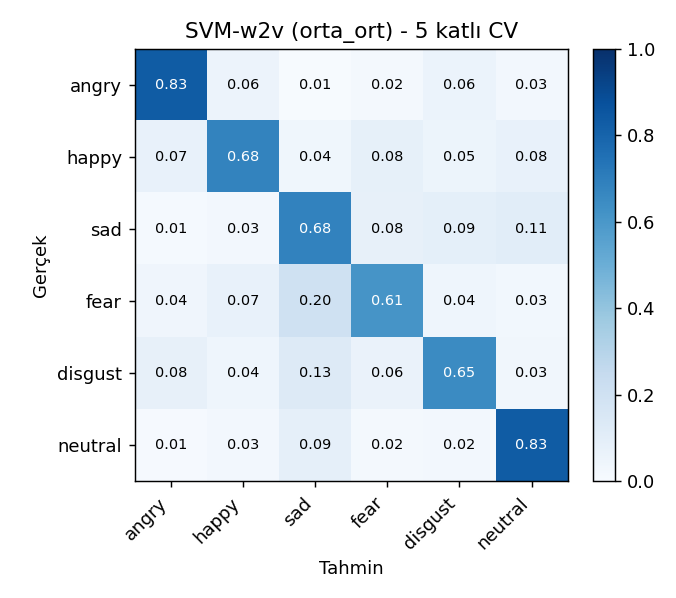 SVM-w2v (orta_ort) - 5 katlı CV
Gerçek
angry 0.83 0.06 0.01 0.02 0.06 0.03
happy 0.07 0.68 0.04 0.08 0.05 0.08
sad 0.01 0.03 0.68 0.08 0.09 0.11
fear 0.04 0.07 0.20 0.61 0.04 0.03
disgust 0.08 0.04 0.13 0.06 0.65 0.03
neutral 0.01 0.03 0.09 0.02 0.02 0.83
angry happy sad fear disgust neutral
Tahmin
1.0
0.8
0.6
0.4
0.2
0.0